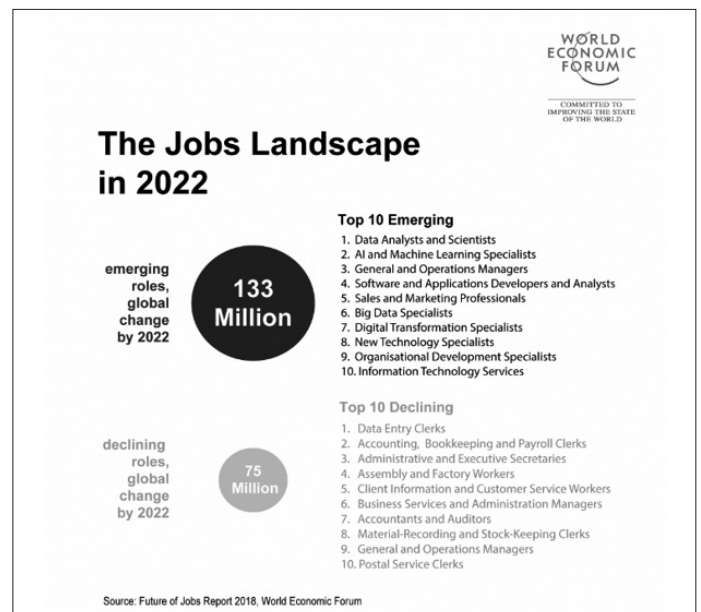 WORLD
ECONOMIC
FORUM
COMMITTED TO
IMPROVING THE STATE
OF THE WORLD
The Jobs Landscape
in 2022
emerging
roles,
global
change
by 2022
133
Million
Top 10 Emerging
1. Data Analysts and Scientists
2. AI and Machine Learning Specialists
3. General and Operations Managers
4. Software and Applications Developers and Analysts
5. Sales and Marketing Professionals
6. Big Data Specialists
7. Digital Transformation Specialists
8. New Technology Specialists
9. Organisational Development Specialists
10. Information Technology Services
declining
roles,
global
change
by 2022
75
Million
Top 10 Declining
1. Data Entry Clerks
2. Accounting, Bookkeeping and Payroll Clerks
3. Administrative and Executive Secretaries
4. Assembly and Factory Workers
5. Client Information and Customer Service Workers
6. Business Services and Administration Managers
7. Accountants and Auditors
8. Material-Recording and Stock-Keeping Clerks
9. General and Operations Managers
10. Postal Service Clerks
Source: Future of Jobs Report 2018, World Economic Forum